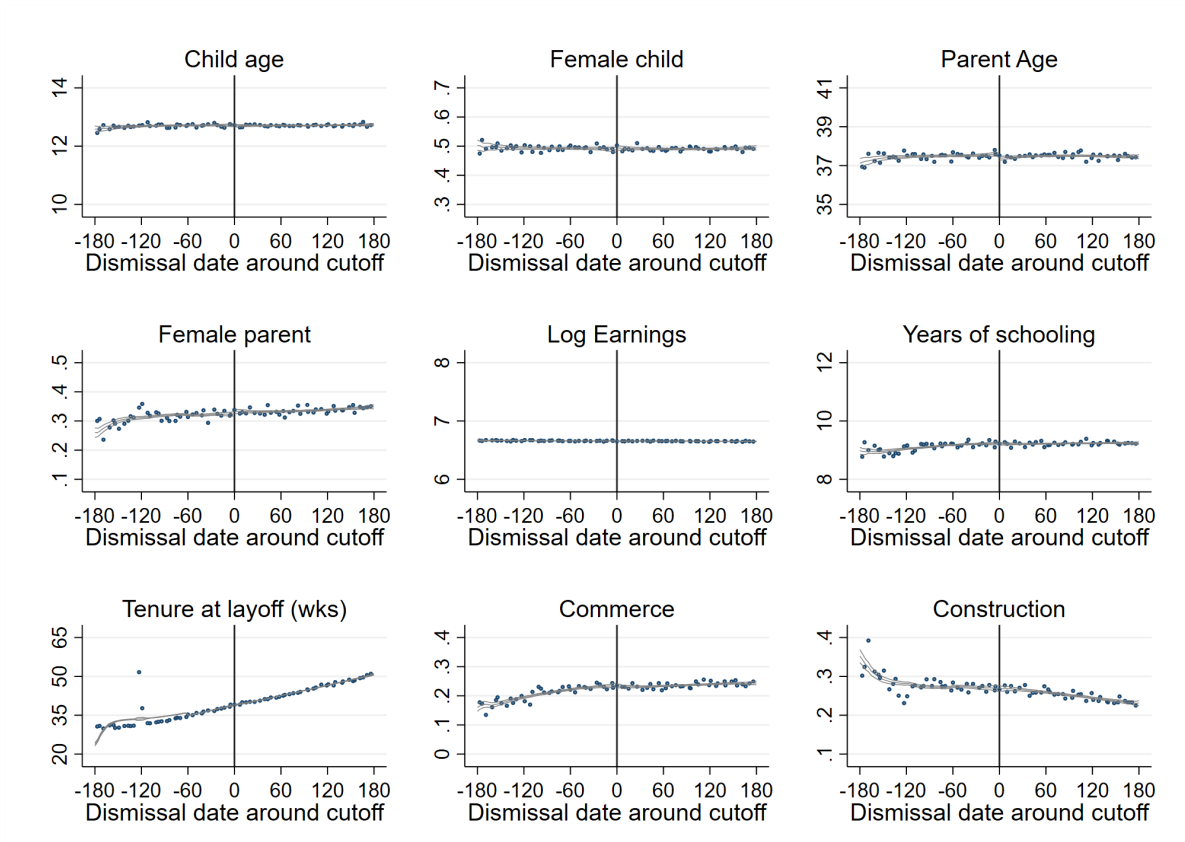 Child age
14
12
10
-180 -120 -60 0 60 120 180
Dismissal date around cutoff
Female child
.7
.6
.5
.4
.3
-180 -120 -60 0 60 120 180
Dismissal date around cutoff
Parent Age
41
39
37
35
-180 -120 -60 0 60 120 180
Dismissal date around cutoff
Female parent
.5
.4
.3
.2
.1
-180 -120 -60 0 60 120 180
Dismissal date around cutoff
Log Earnings
8
7
6
-180 -120 -60 0 60 120 180
Dismissal date around cutoff
Years of schooling
12
10
8
-180 -120 -60 0 60 120 180
Dismissal date around cutoff
Tenure at layoff (wks)
65
50
35
20
-180 -120 -60 0 60 120 180
Dismissal date around cutoff
Commerce
.4
.3
.2
.1
0
-180 -120 -60 0 60 120 180
Dismissal date around cutoff
Construction
.4
.3
.2
.1
-180 -120 -60 0 60 120 180
Dismissal date around cutoff